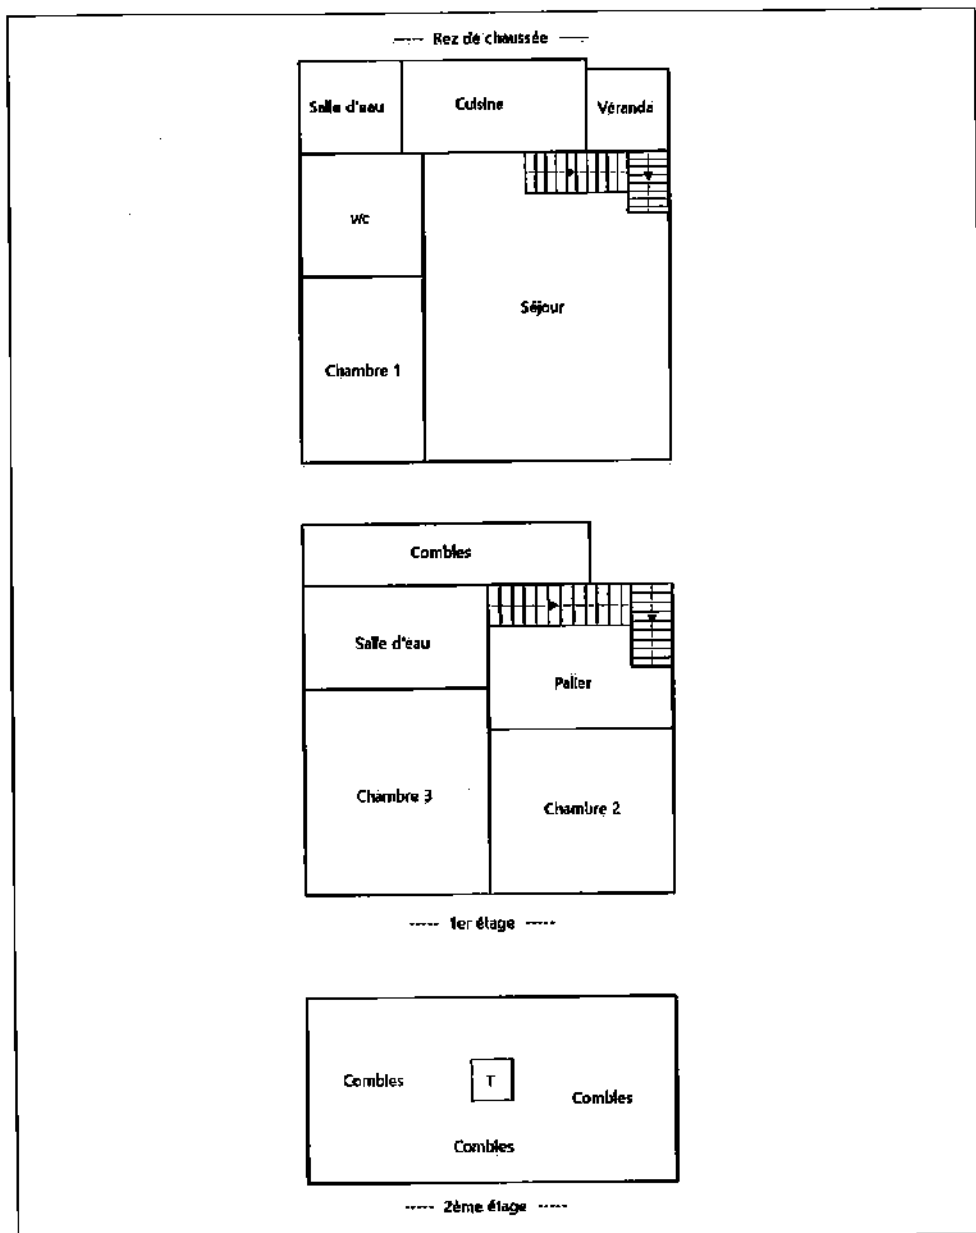 ---- Rez de chaussée ----
Salle d'eau
Cuisine
Véranda
wc
Séjour
Chambre 1
Combles
Salle d'eau
Palier
Chambre 3
Chambre 2
----- 1er étage -----
Combles
T
Combles
Combles
----- 2ème étage -----